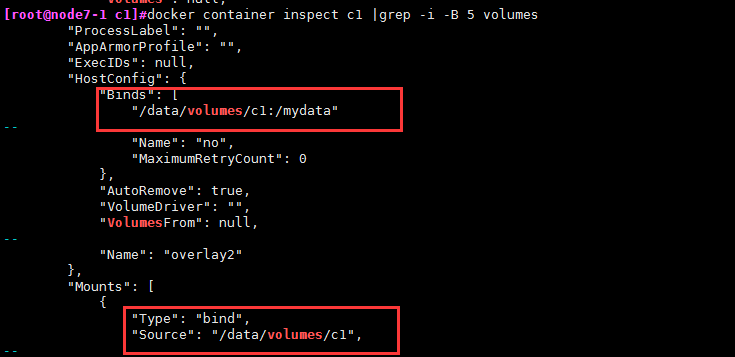 "Volumes": null,
[root@node7-1 c1]#docker container inspect c1 |grep -i -B 5 volumes
"ProcessLabel": "",
"AppArmorProfile": "",
"ExecIDs": null,
"HostConfig": {
"Binds": [
"/data/volumes/c1:/mydata"
--
"Name": "no",
"MaximumRetryCount": 0
},
"AutoRemove": true,
"VolumeDriver": "",
"VolumesFrom": null,
--
"Name": "overlay2"
},
"Mounts": [
{
"Type": "bind",
"Source": "/data/volumes/c1",
--